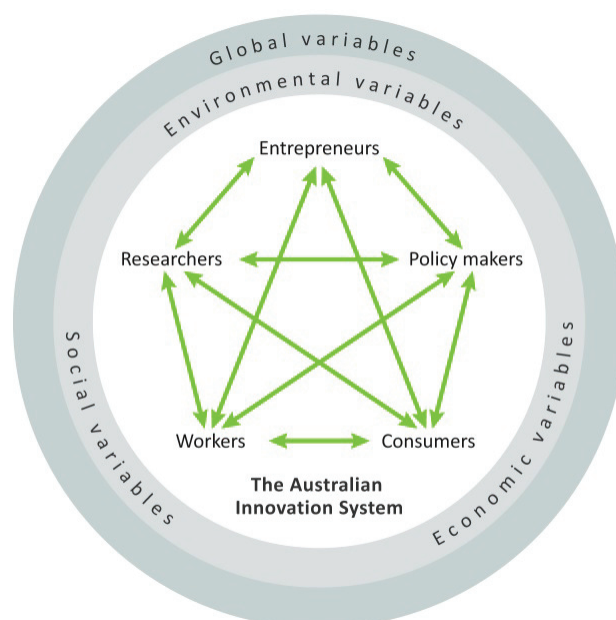 Global variables
Environmental variables
Entrepreneurs
Researchers
Policy makers
Social variables
Economic variables
Workers
Consumers
The Australian
Innovation System